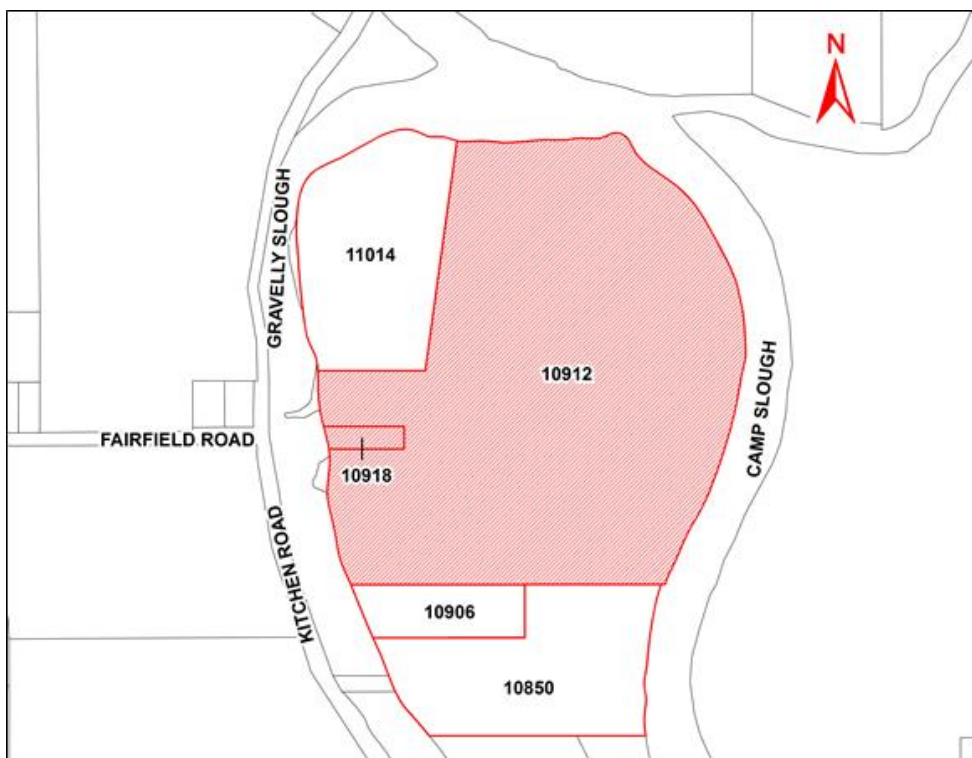 N
GRAVELLY SLOUGH
11014
10912
CAMP SLOUGH
FAIRFIELD ROAD
10918
KITCHEN ROAD
10906
10850